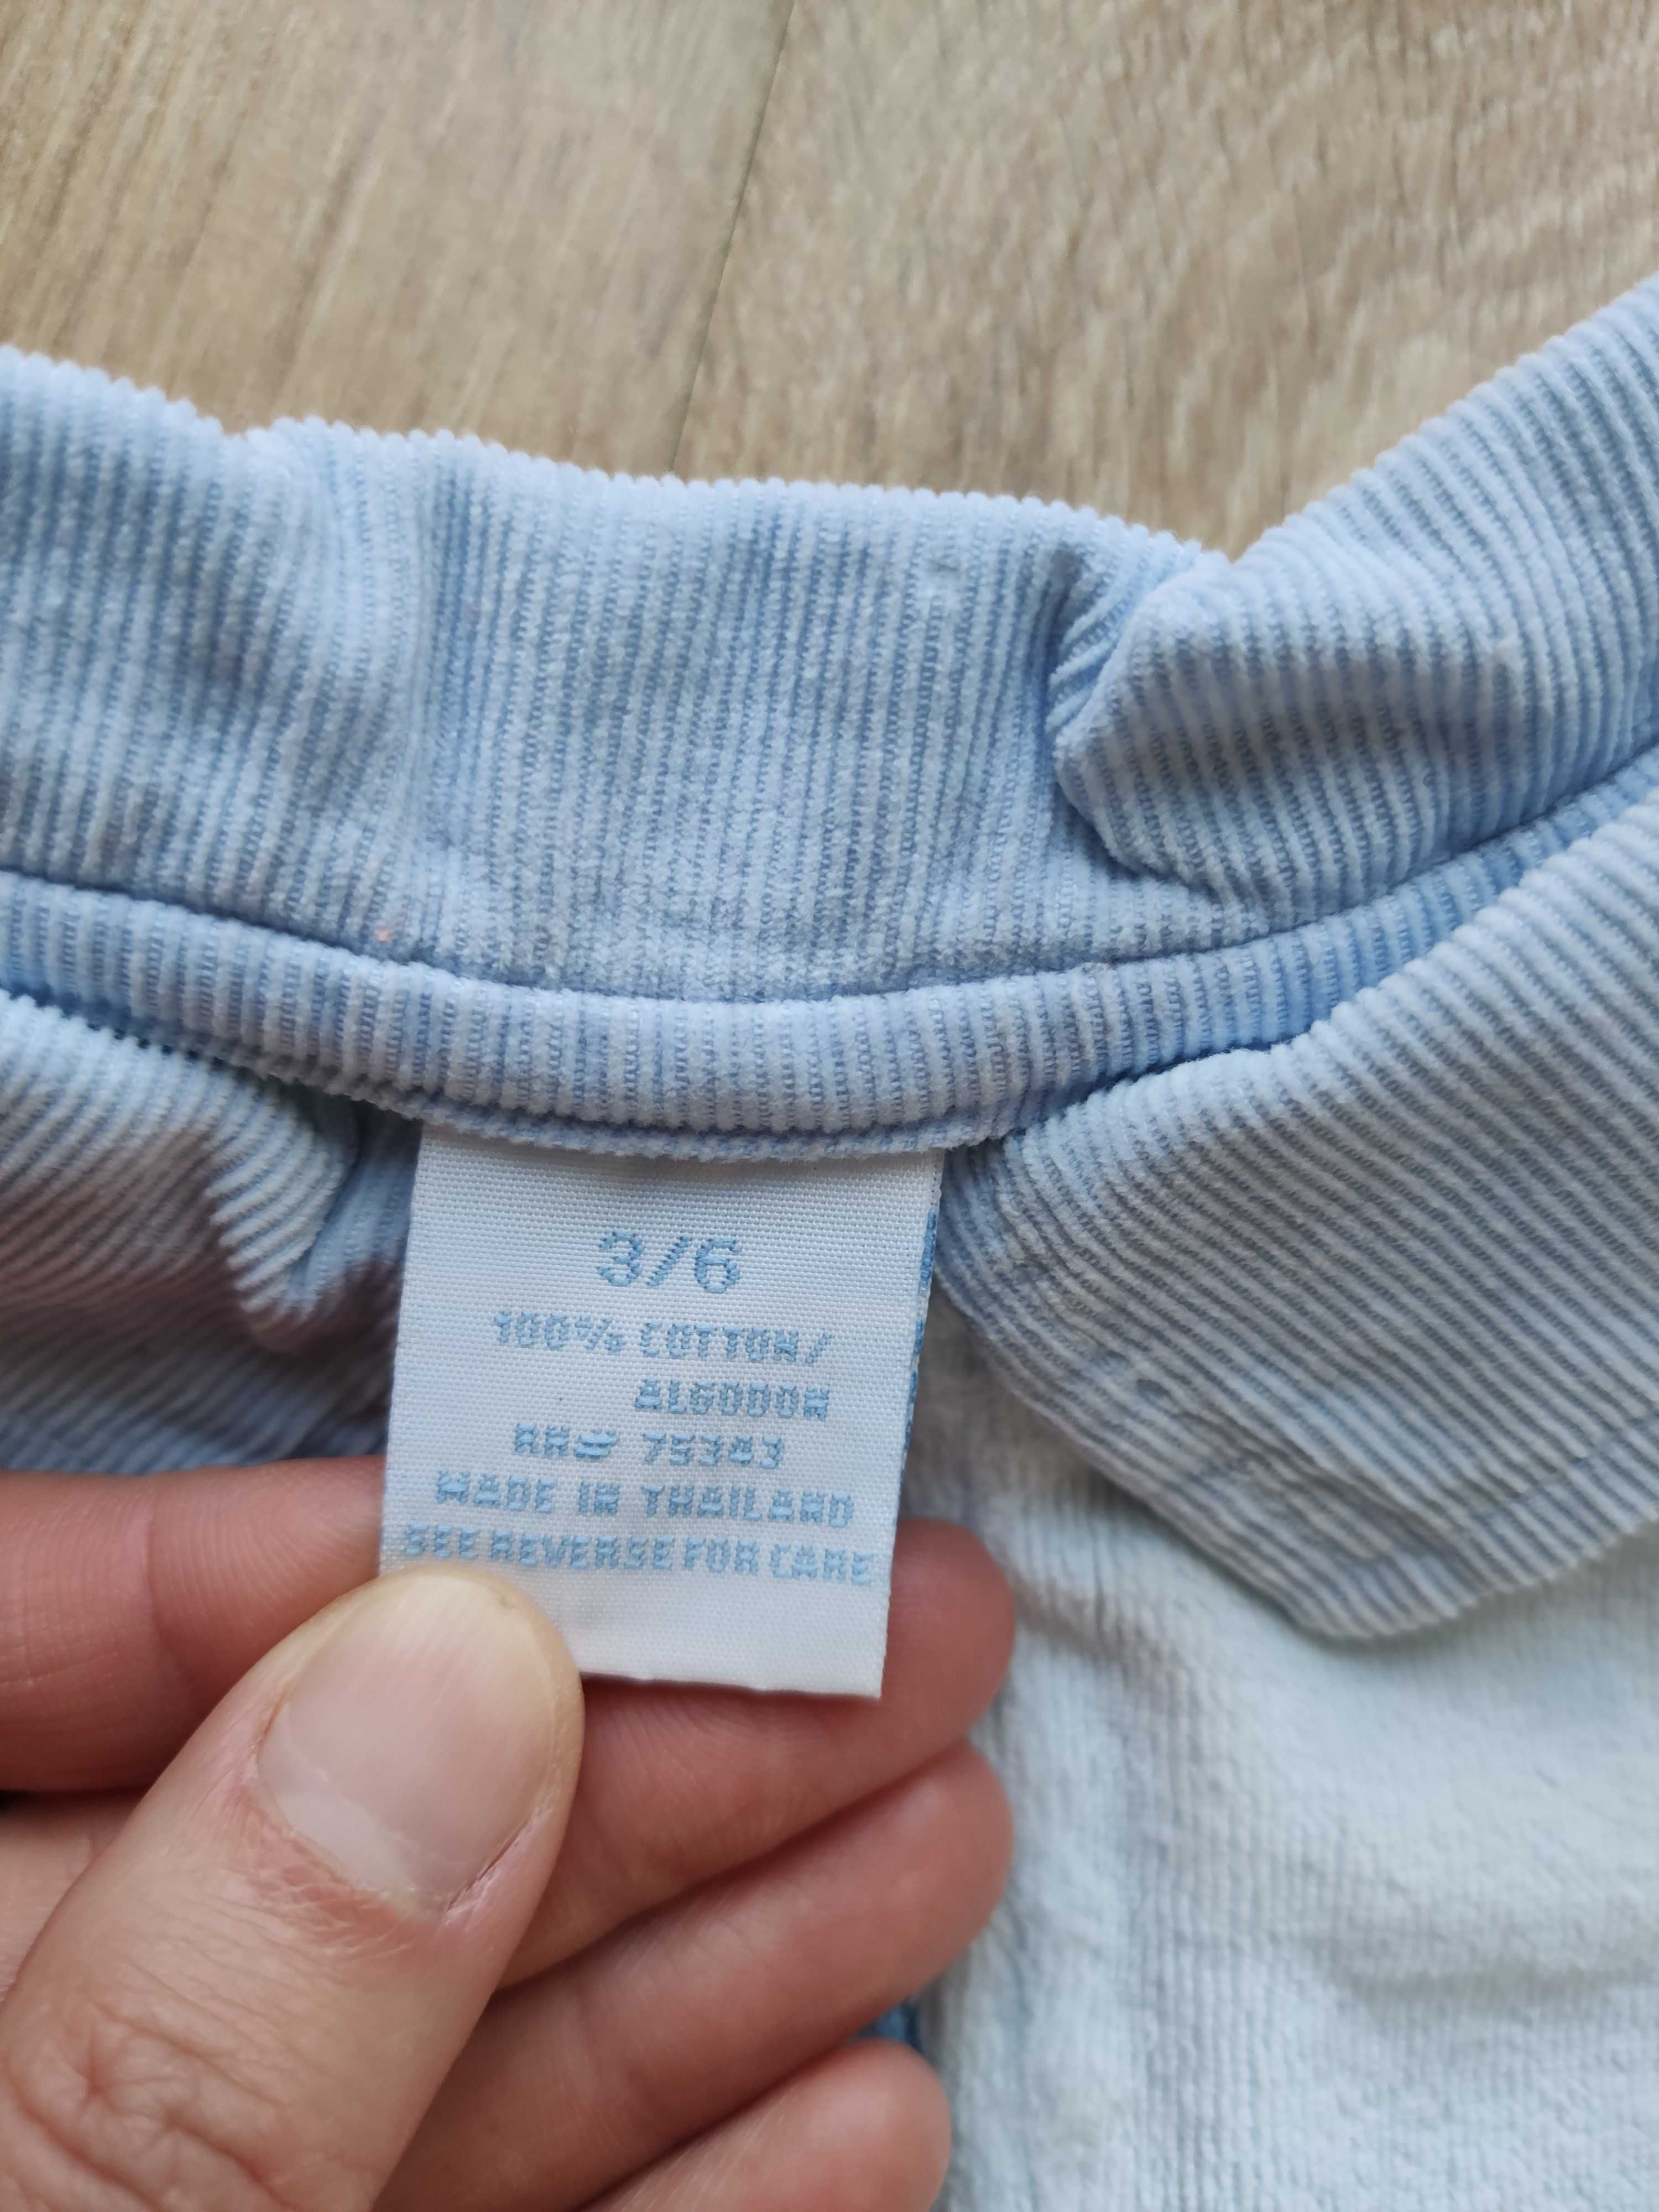 3/6
100% COTTON/
ALGODON
RN# 75343
MADE IN THAILAND
SEE REVERSE FOR CARE